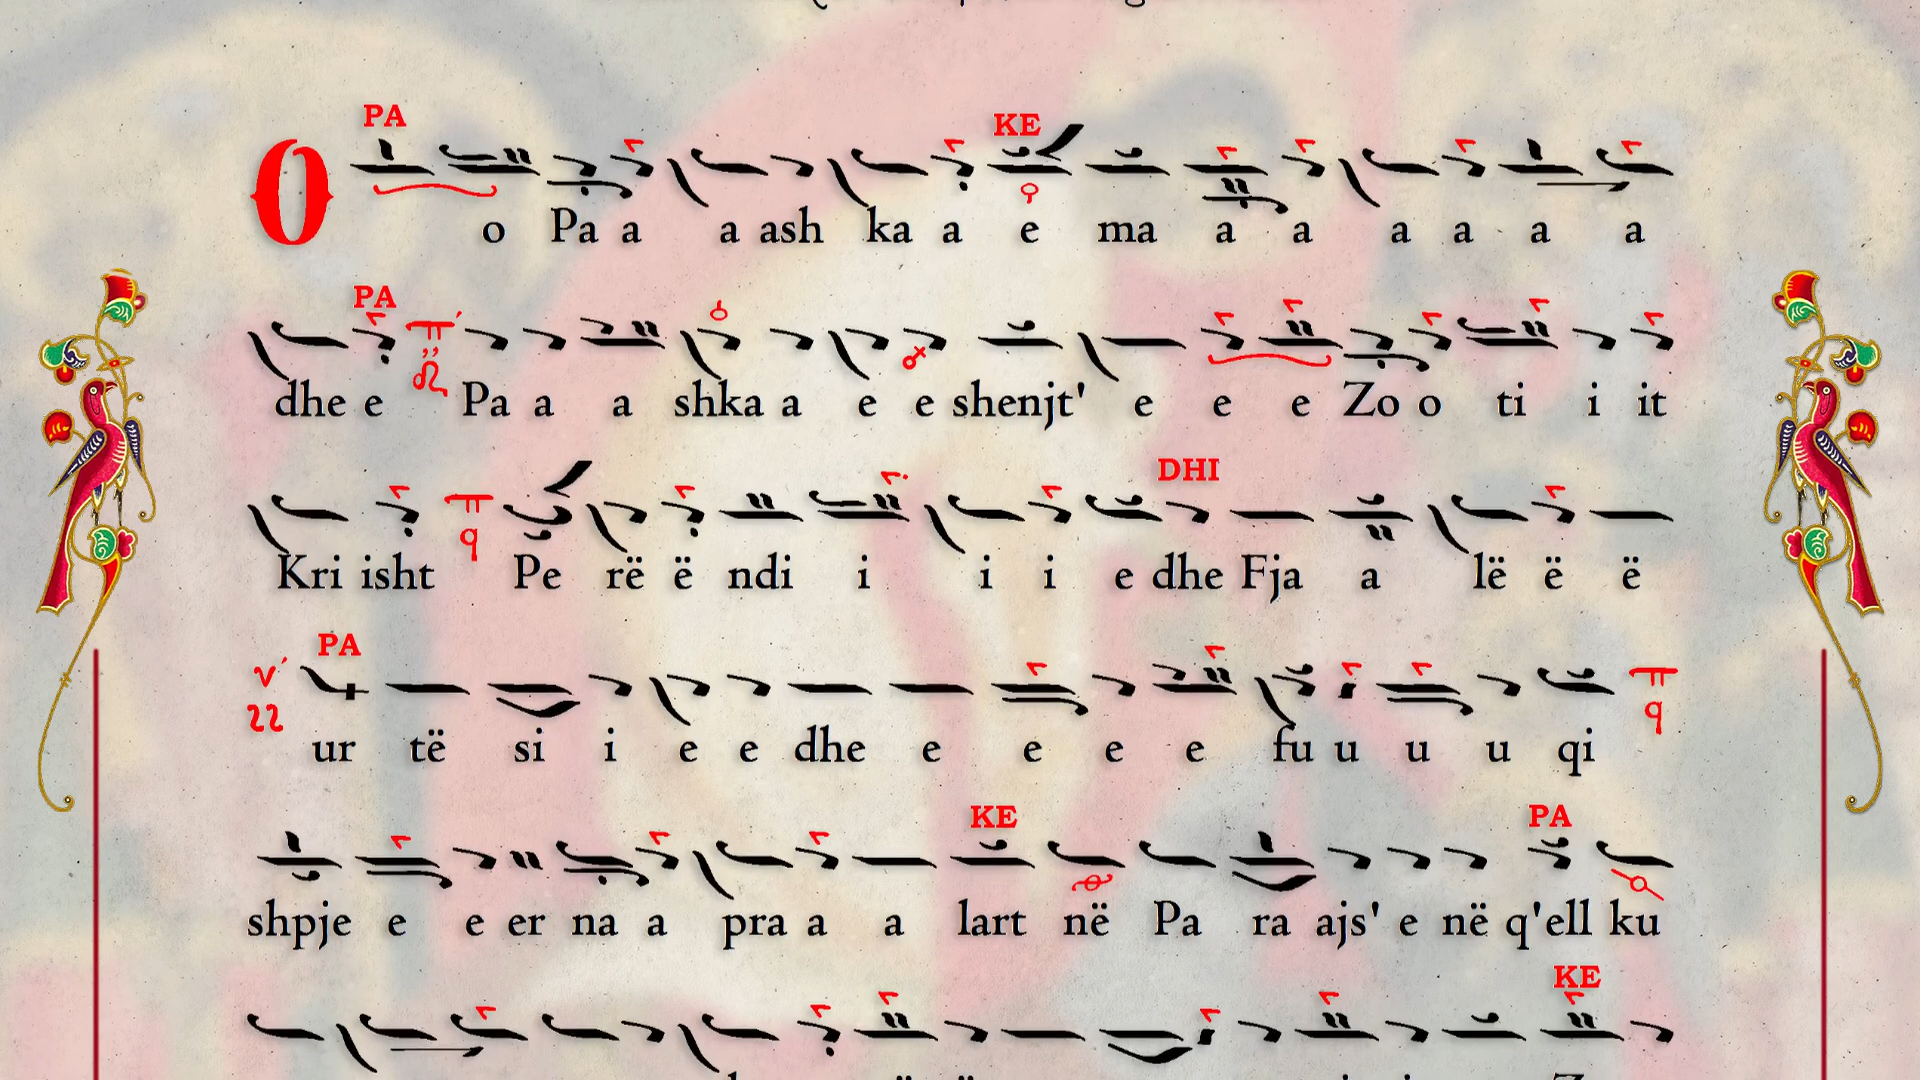 PA KE
O o Pa a a ash ka a e ma a a a a a a
PA
dhe e Pa a a shka a e e shenjt' e e e Zo o ti i it
DHI
Kri isht Pe rë ë ndi i i i e dhe Fja a lë ë ë
PA
ur të si i e e dhe e e e e fu u u u qi
KE PA
shpje e e er na a pra a a lart në Pa ra ajs' e në q'ell ku
KE